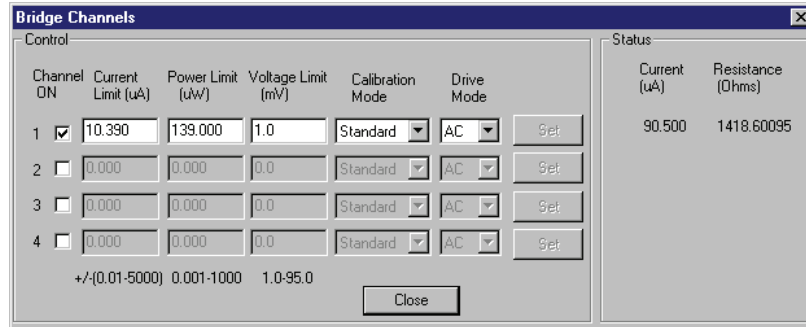 Bridge Channels
Control
Status
Channel ON
Current Limit (uA)
Power Limit (uW)
Voltage Limit (mV)
Calibration Mode
Drive Mode
Current (uA)
Resistance (Ohms)
1 10.390 139.000 1.0 Standard AC Set 90.500 1418.60095
2 0.000 0.000 0.0 Standard AC Set
3 0.000 0.000 0.0 Standard AC Set
4 0.000 0.000 0.0 Standard AC Set
+/-(0.01-5000) 0.001-1000 1.0-95.0
Close